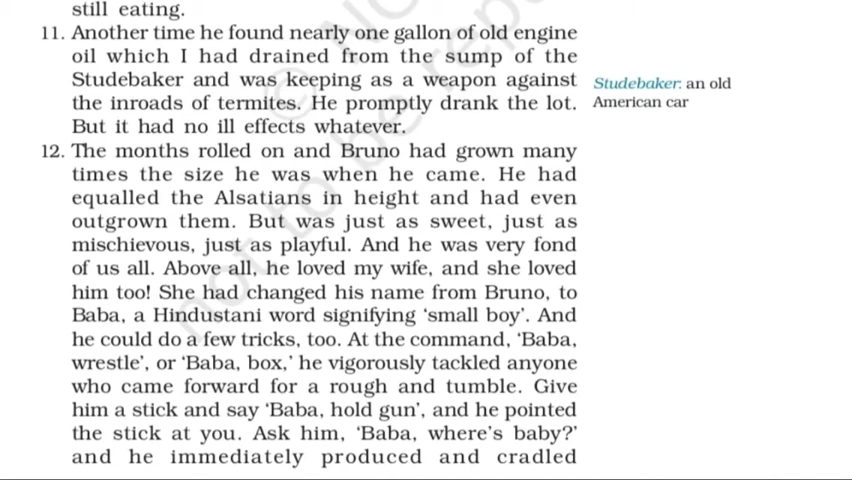 still eating.
11. Another time he found nearly one gallon of old engine
oil which I had drained from the sump of the
Studebaker and was keeping as a weapon against
the inroads of termites. He promptly drank the lot.
But it had no ill effects whatever.
Studebaker: an old
American car
12. The months rolled on and Bruno had grown many
times the size he was when he came. He had
equalled the Alsatians in height and had even
outgrown them. But was just as sweet, just as
mischievous, just as playful. And he was very fond
of us all. Above all, he loved my wife, and she loved
him too! She had changed his name from Bruno, to
Baba, a Hindustani word signifying ‘small boy’. And
he could do a few tricks, too. At the command, ‘Baba,
wrestle’, or ‘Baba, box,’ he vigorously tackled anyone
who came forward for a rough and tumble. Give
him a stick and say ‘Baba, hold gun’, and he pointed
the stick at you. Ask him, ‘Baba, where’s baby?’
and he immediately produced and cradled
not to be rep